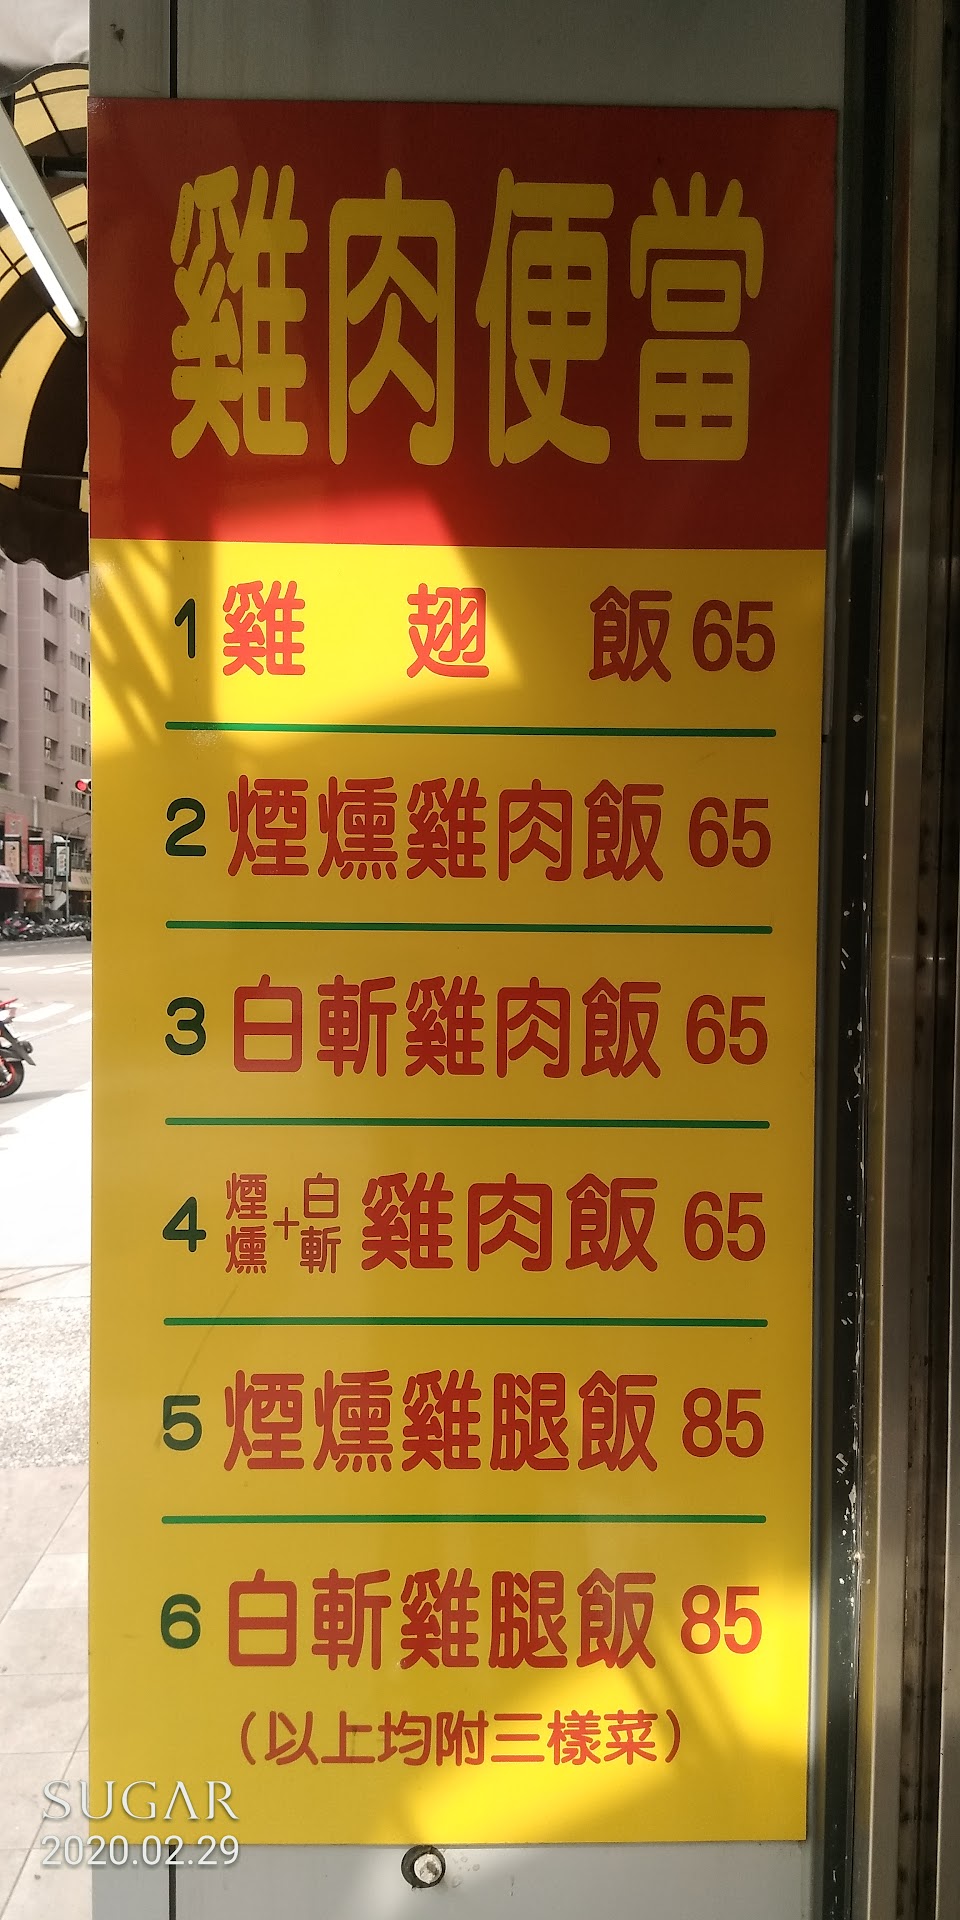 雞肉便當
1 雞翅飯 65
2 煙燻雞肉飯 65
3 白斬雞肉飯 65
4 煙燻+白斬 雞肉飯 65
5 煙燻雞腿飯 85
6 白斬雞腿飯 85
（以上均附三樣菜）
SUGAR
2020.02.29